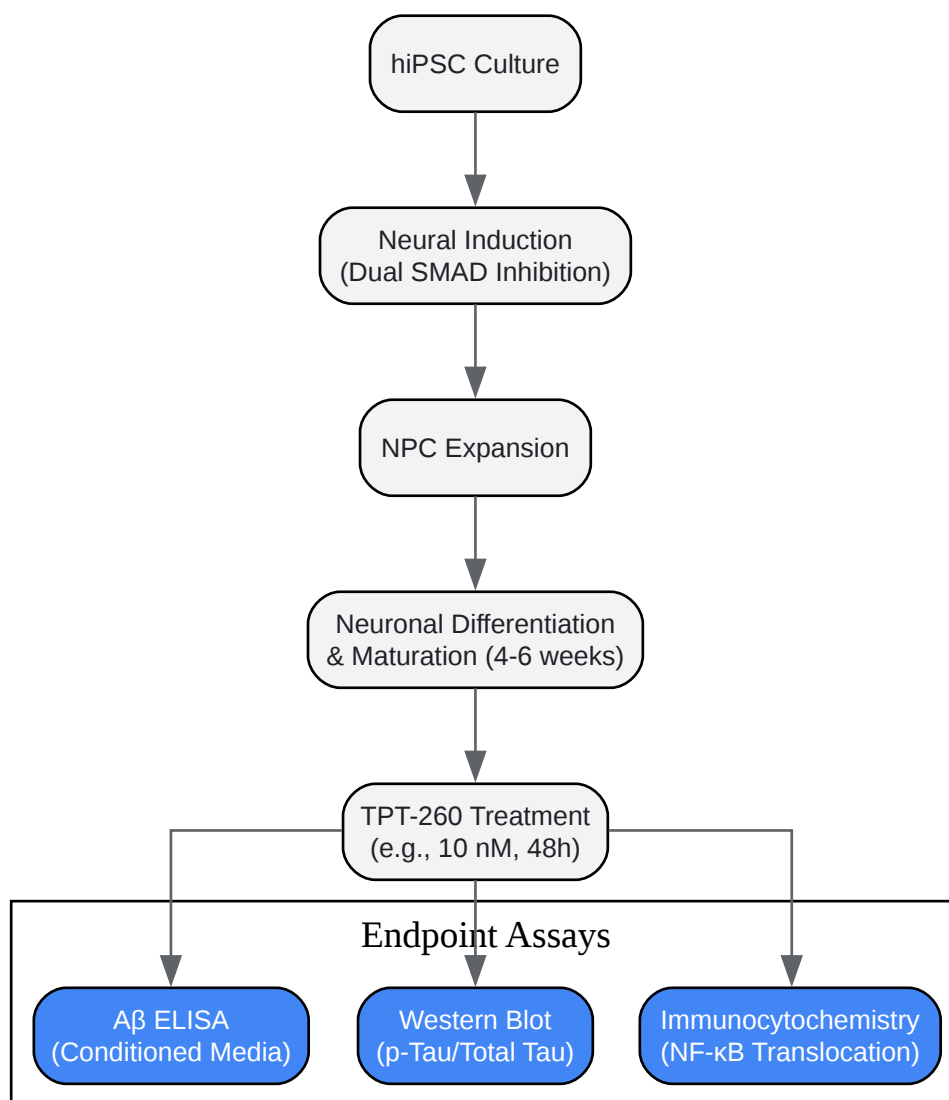 hiPSC Culture
Neural Induction
(Dual SMAD Inhibition)
NPC Expansion
Neuronal Differentiation
& Maturation (4-6 weeks)
TPT-260 Treatment
(e.g., 10 nM, 48h)
Endpoint Assays
Aβ ELISA
(Conditioned Media)
Western Blot
(p-Tau/Total Tau)
Immunocytochemistry
(NF-κB Translocation)